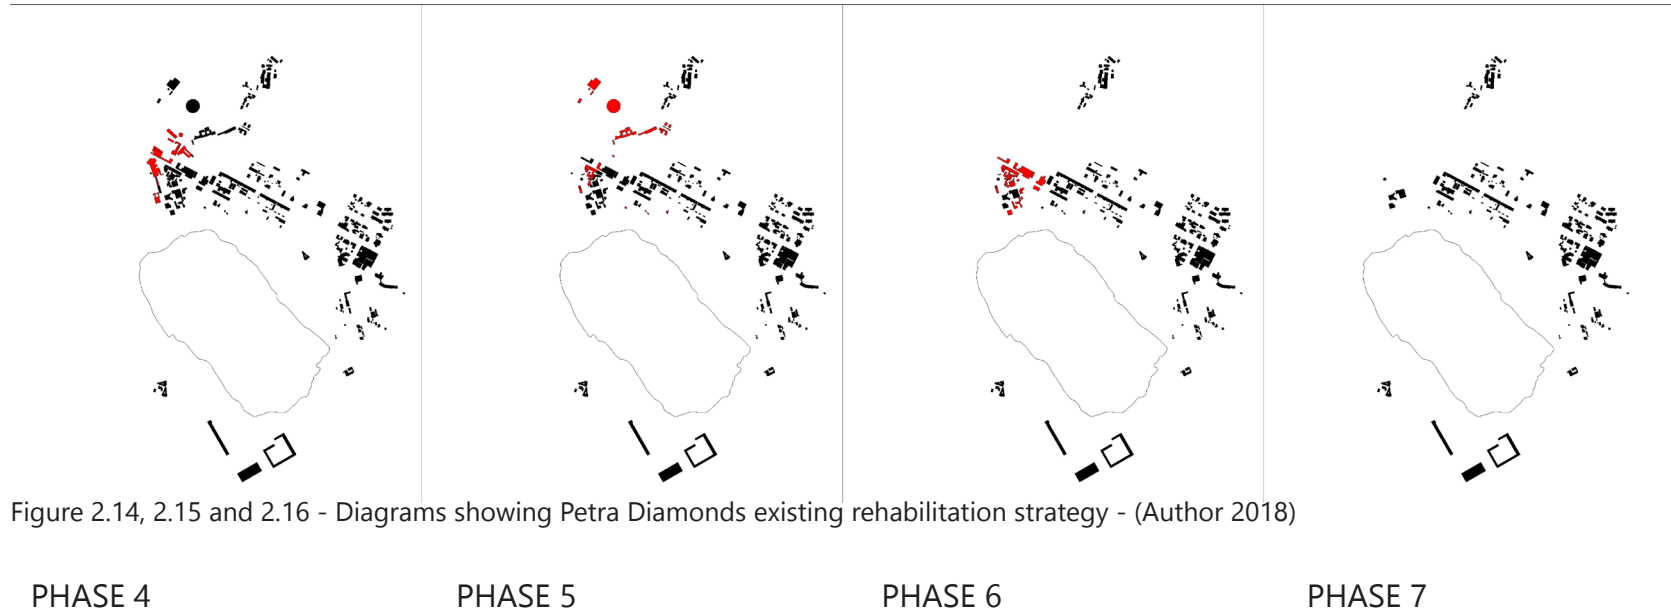 Figure 2.14, 2.15 and 2.16 - Diagrams showing Petra Diamonds existing rehabilitation strategy - (Author 2018)
PHASE 4 PHASE 5 PHASE 6 PHASE 7